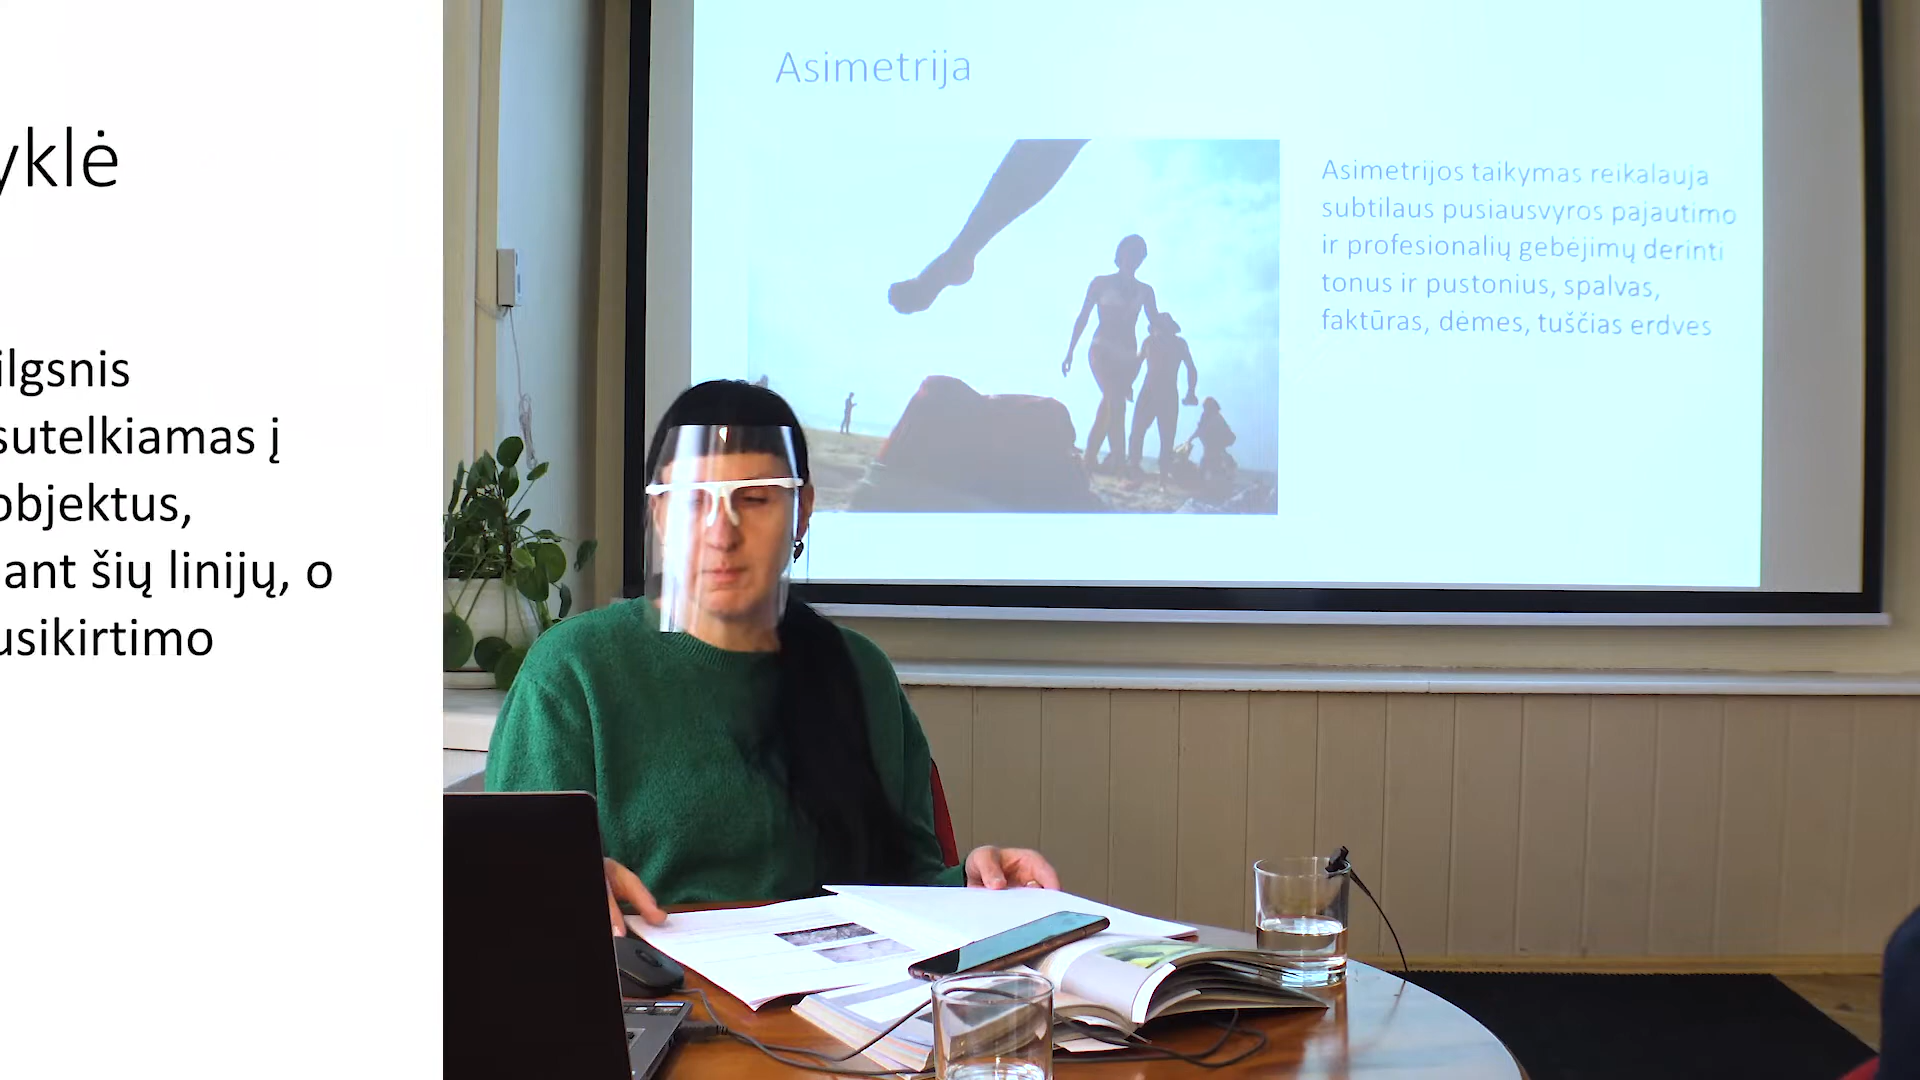 yklė
ilgsnis
sutelkiamas į
objektus,
ant šių linijų, o
usikirtimo
Asimetrija
Asimetrijos taikymas reikalauja
subtilaus pusiausvyros pajautimo
ir profesionalių gebėjimų derinti
tonus ir pustonius, spalvas,
faktūras, dėmes, tuščias erdves